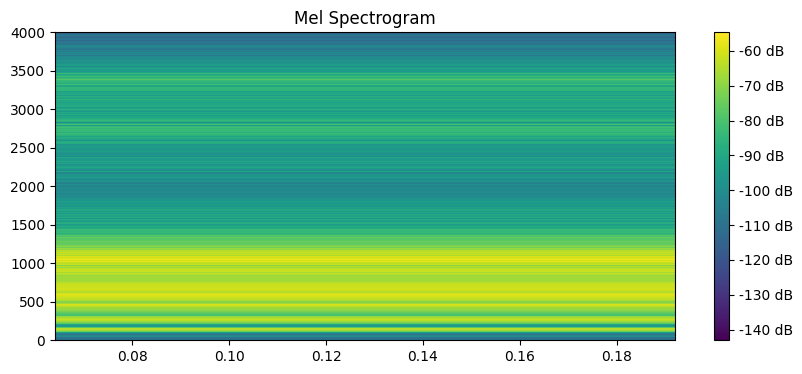 Mel Spectrogram
4000
3500
3000
2500
2000
1500
1000
500
0
0.08 0.10 0.12 0.14 0.16 0.18
-60 dB
-70 dB
-80 dB
-90 dB
-100 dB
-110 dB
-120 dB
-130 dB
-140 dB